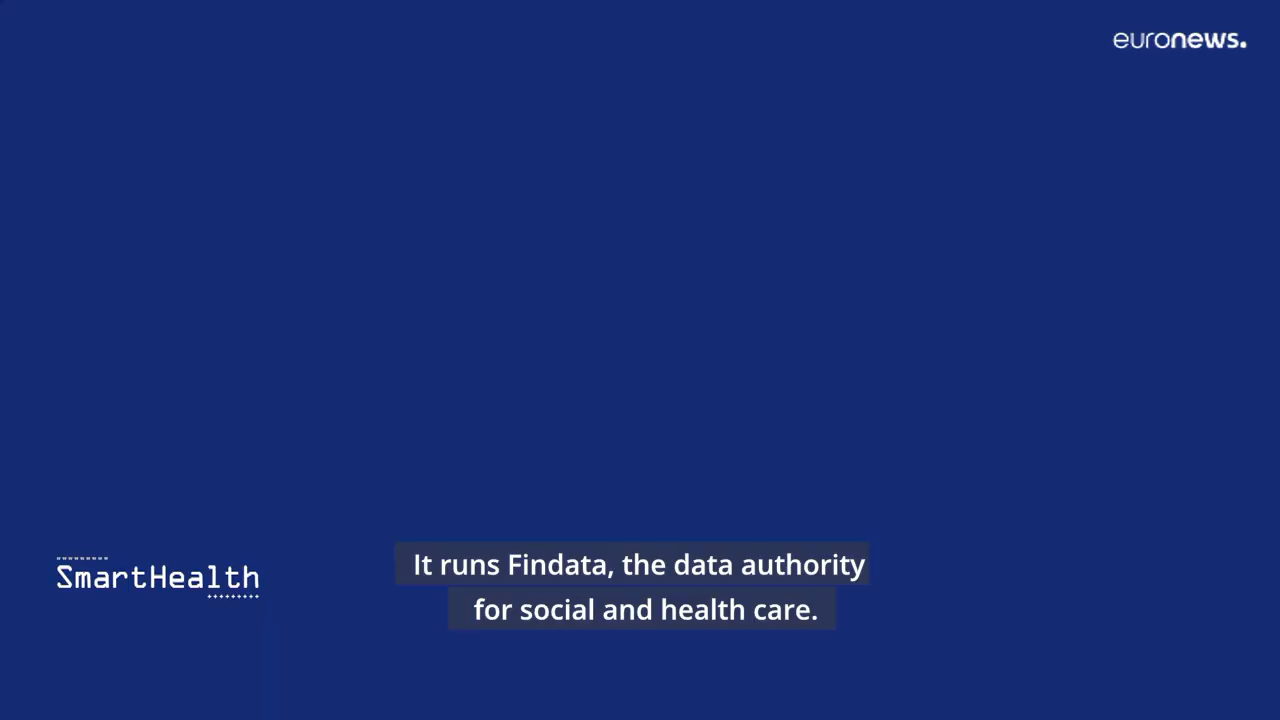 euronews.
SmartHealth
It runs Findata, the data authority
for social and health care.